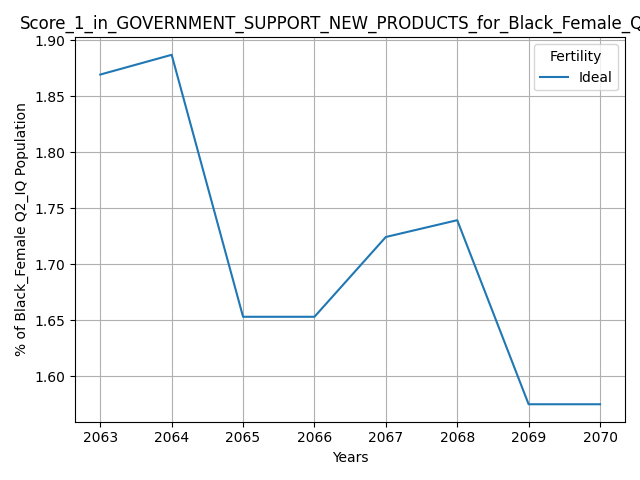 Score_1_in_GOVERNMENT_SUPPORT_NEW_PRODUCTS_for_Black_Female_Q
Fertility
Ideal
1.90
1.85
1.80
1.75
1.70
1.65
1.60
% of Black_Female Q2_IQ Population
2063 2064 2065 2066 2067 2068 2069 2070
Years